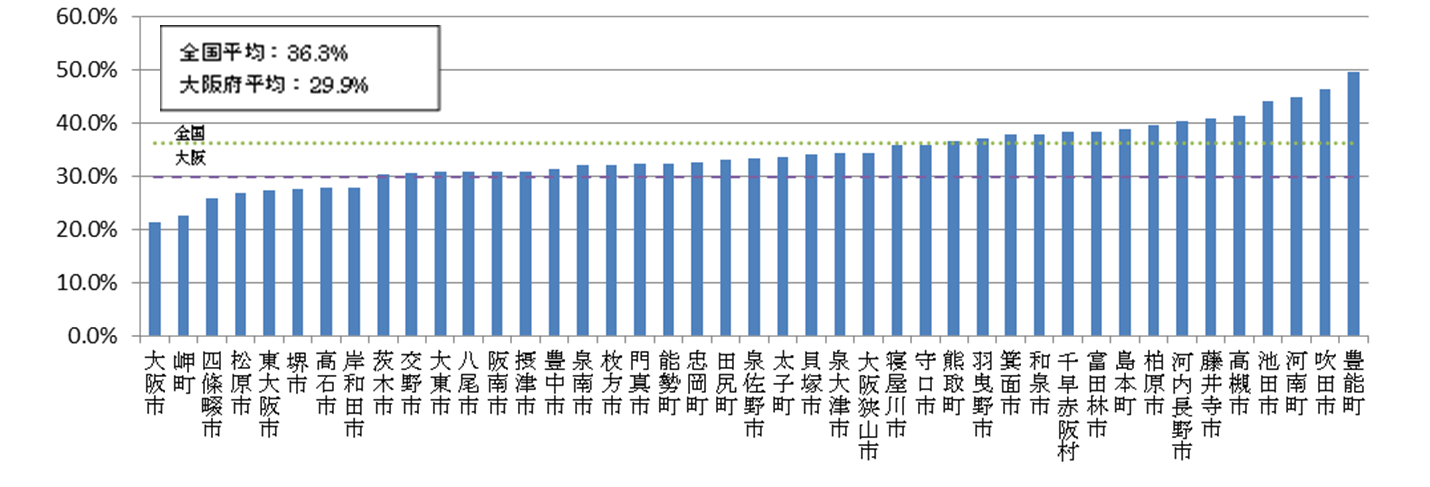 60.0%
50.0%
40.0%
30.0%
20.0%
10.0%
0.0%
全国平均：36.3%
大阪府平均：29.9%
全国
大阪
大阪市
岬町
四條畷市
松原市
東大阪市
堺市
高石市
岸和田市
茨木市
交野市
大東市
八尾市
阪南市
摂津市
豊中市
泉南市
枚方市
門真市
能勢町
忠岡町
田尻町
泉佐野市
太子町
貝塚市
泉大津市
大阪狭山市
寝屋川市
守口市
熊取町
羽曳野市
箕面市
和泉市
千早赤阪村
富田林市
島本町
柏原市
河内長野市
藤井寺市
高槻市
池田市
河南町
吹田市
豊能町